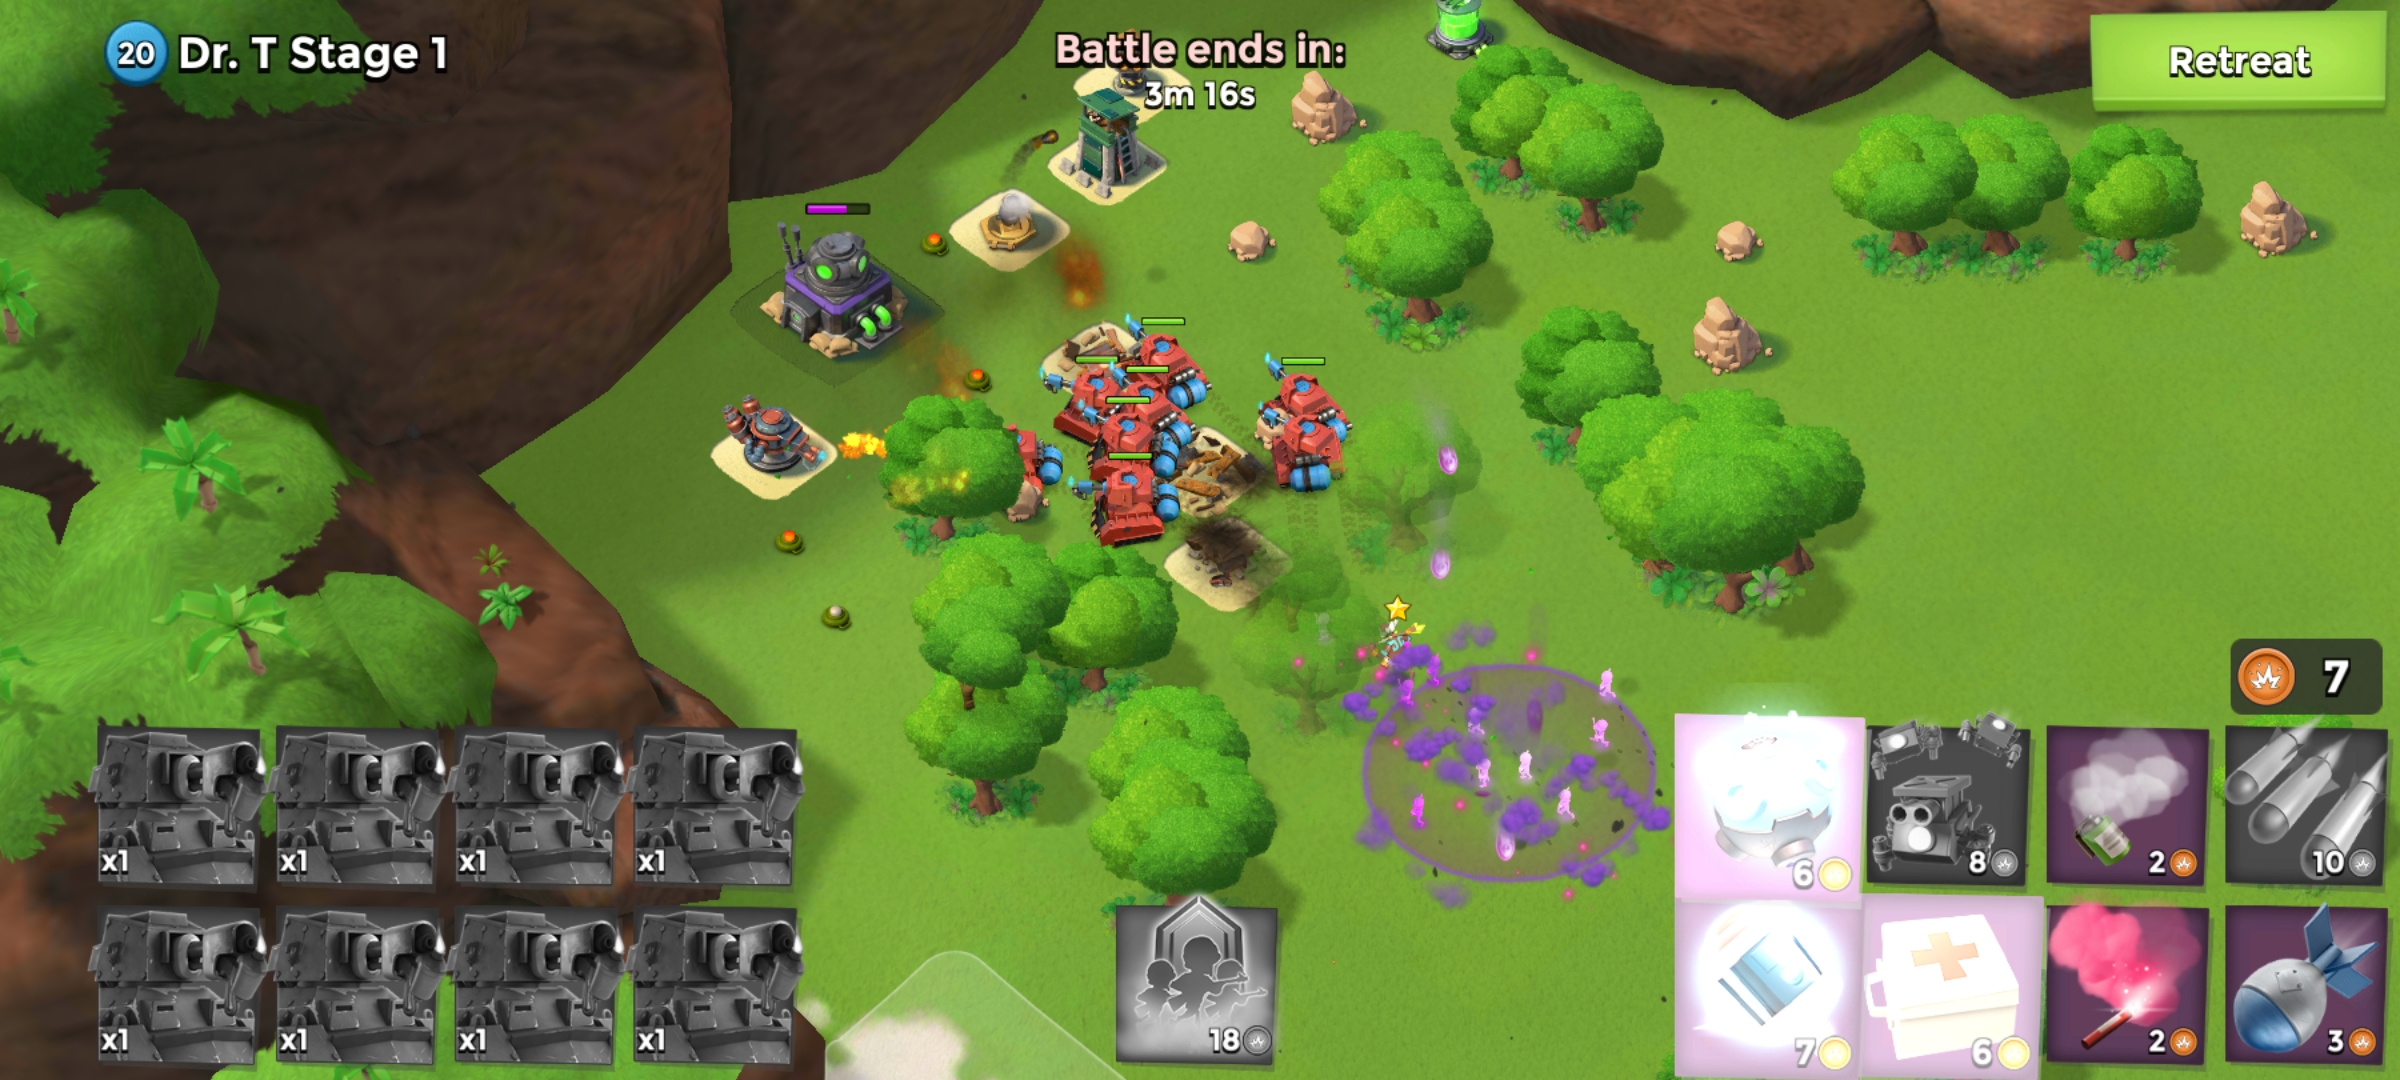 20 Dr. T Stage 1
Battle ends in:
3m 16s
Retreat
7
x1 x1 x1 x1
6 8 2 10
x1 x1 x1 x1
18
7 6 2 3